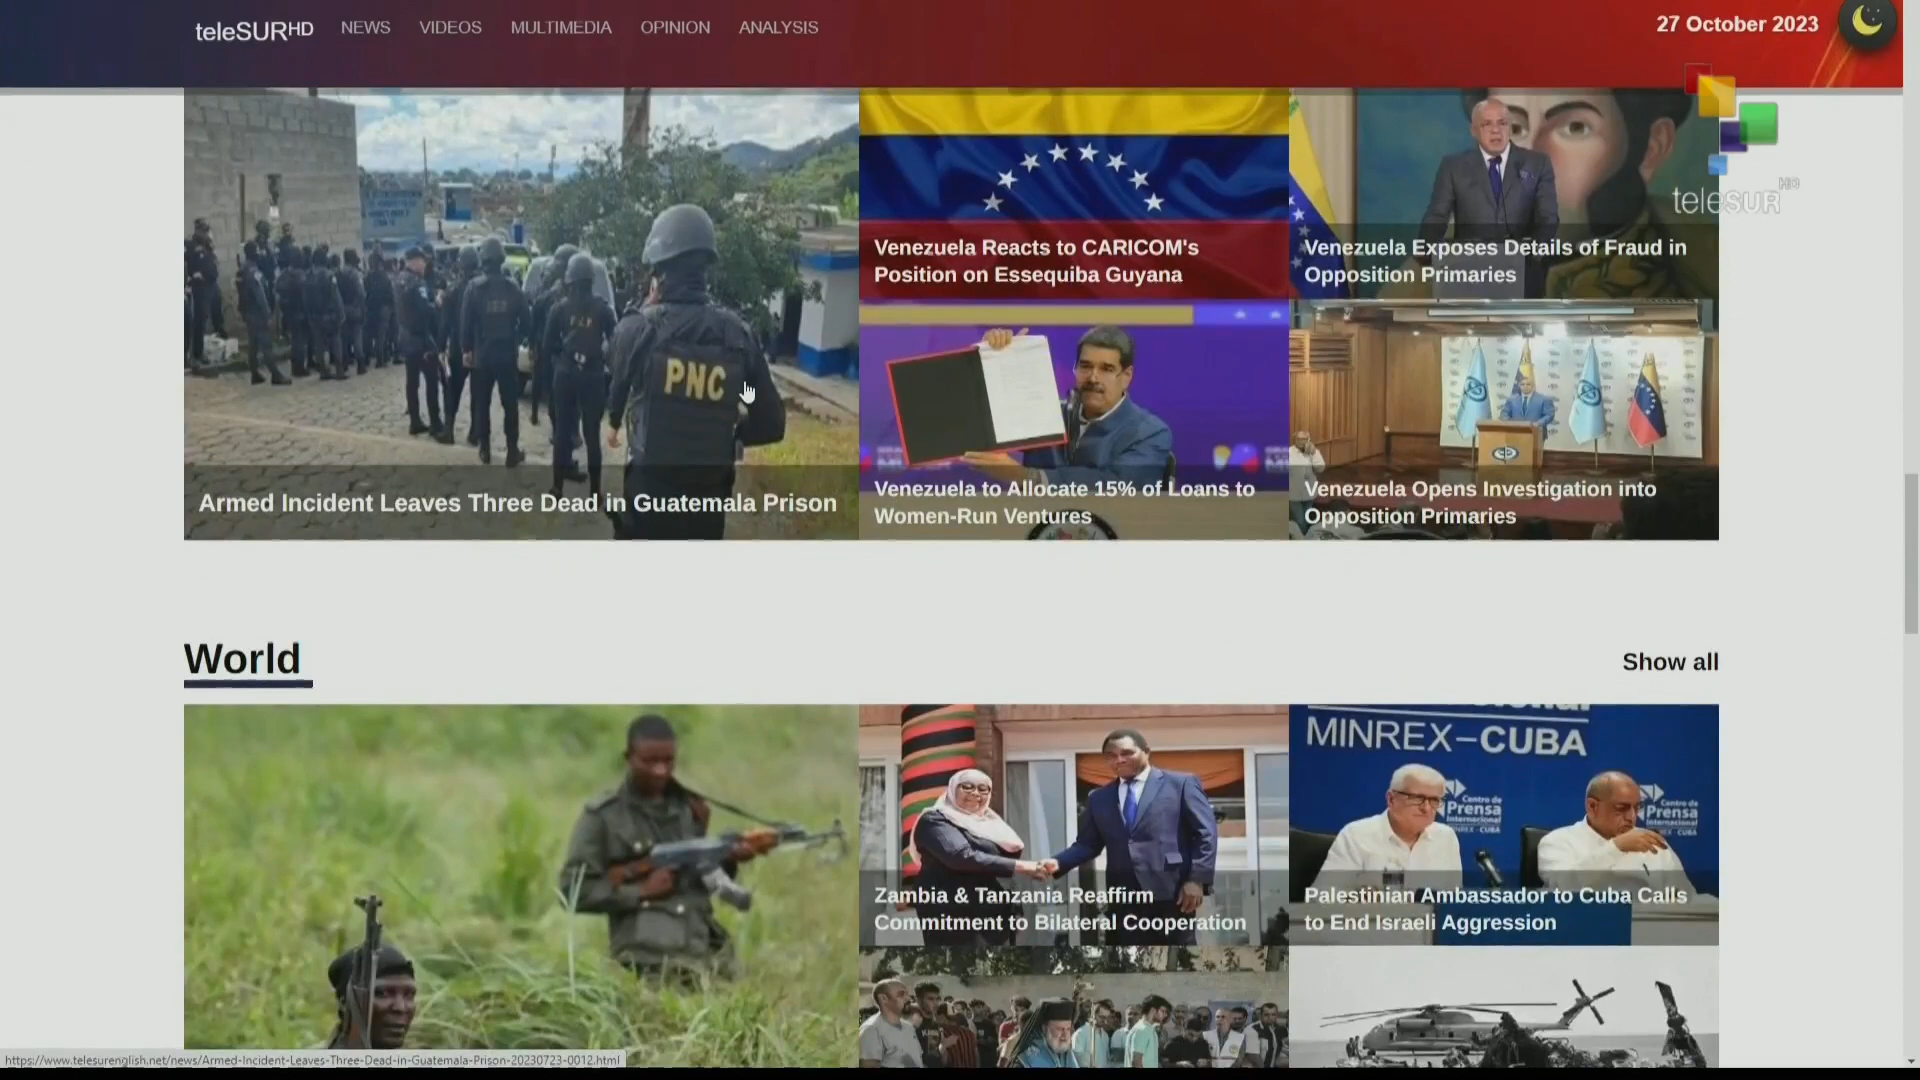 teleSURHD
NEWS
VIDEOS
MULTIMEDIA
OPINION
ANALYSIS
27 October 2023
teleSURHD
PNC
Armed Incident Leaves Three Dead in Guatemala Prison
Venezuela Reacts to CARICOM's
Position on Essequiba Guyana
Venezuela Exposes Details of Fraud in
Opposition Primaries
Venezuela to Allocate 15% of Loans to
Women-Run Ventures
Venezuela Opens Investigation into
Opposition Primaries
World
Show all
Zambia & Tanzania Reaffirm
Commitment to Bilateral Cooperation
MINREX-CUBA
Centro de
Prensa
Internacional
MINREX-CUBA
Centro de
Prensa
Internacional
MINREX-CUBA
Palestinian Ambassador to Cuba Calls
to End Israeli Aggression
https://www.telesurenglish.net/news/Armed-Incident-Leaves-Three-Dead-in-Guatemala-Prison-20230723-0012.html